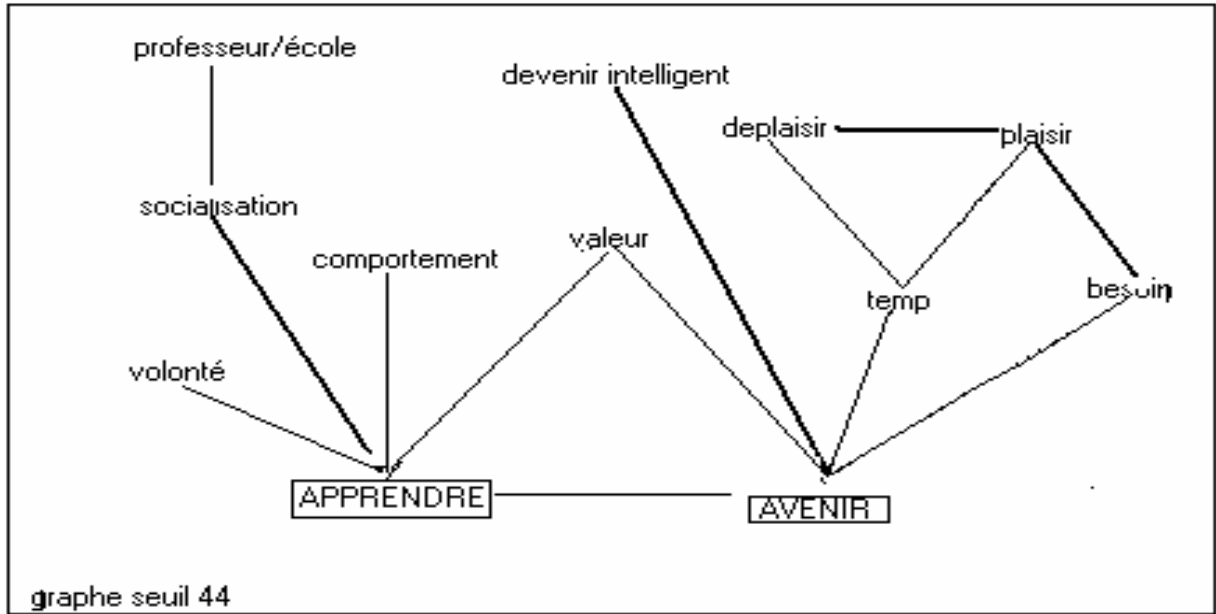 professeur/école
devenir intelligent
deplaisir
plaisir
socialisation
valeur
comportement
temp
besoin
volonté
APPRENDRE
AVENIR
graphe seuil 44